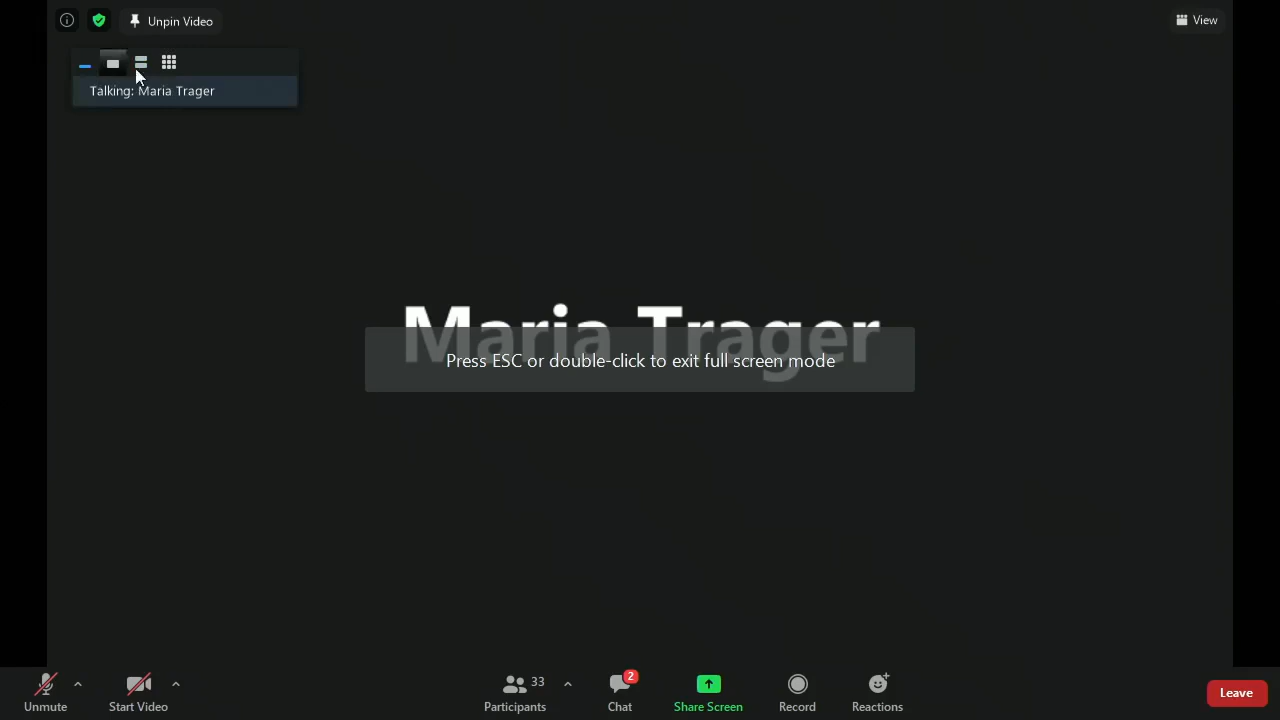 Unpin Video
View
Talking: Maria Trager
Maria Trager
Press ESC or double-click to exit full screen mode
33
2
Unmute
Start Video
Participants
Chat
Share Screen
Record
Reactions
Leave